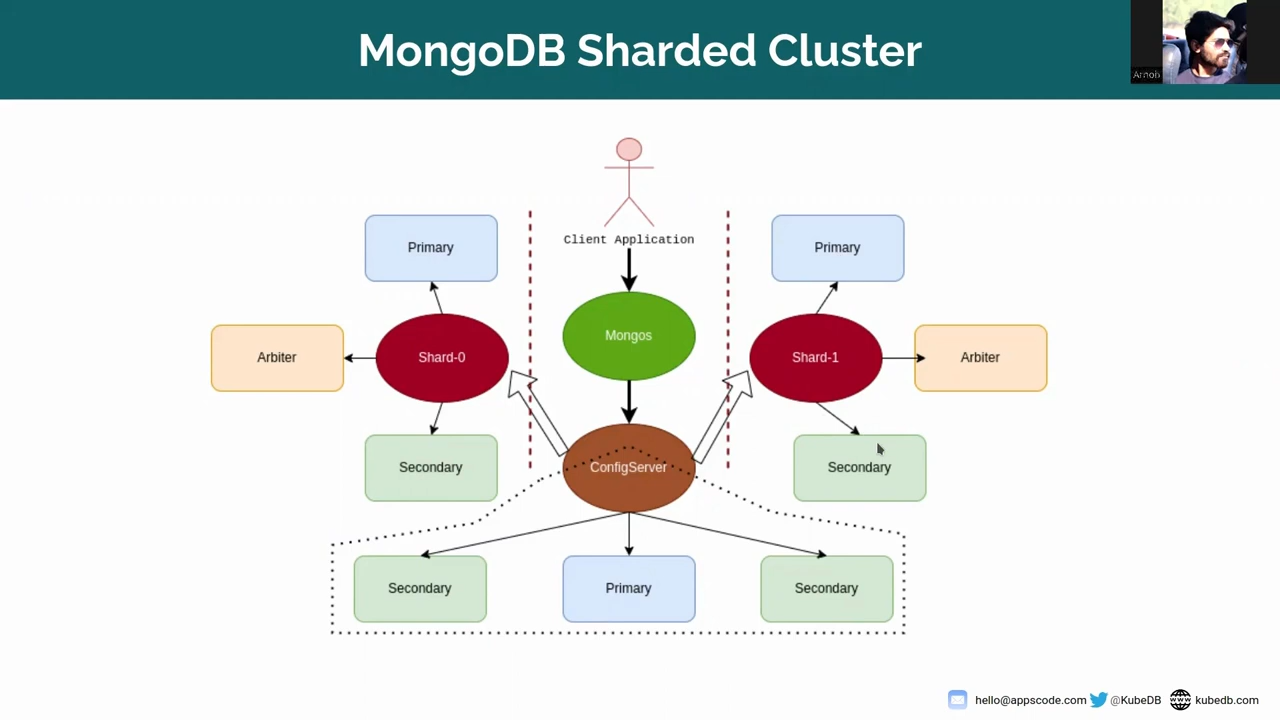 MongoDB Sharded Cluster
Arnob
Client Application
Primary
Primary
Mongos
Arbiter
Shard-0
Shard-1
Arbiter
Secondary
ConfigServer
Secondary
Secondary
Primary
Secondary
hello@appscode.com @KubeDB kubedb.com